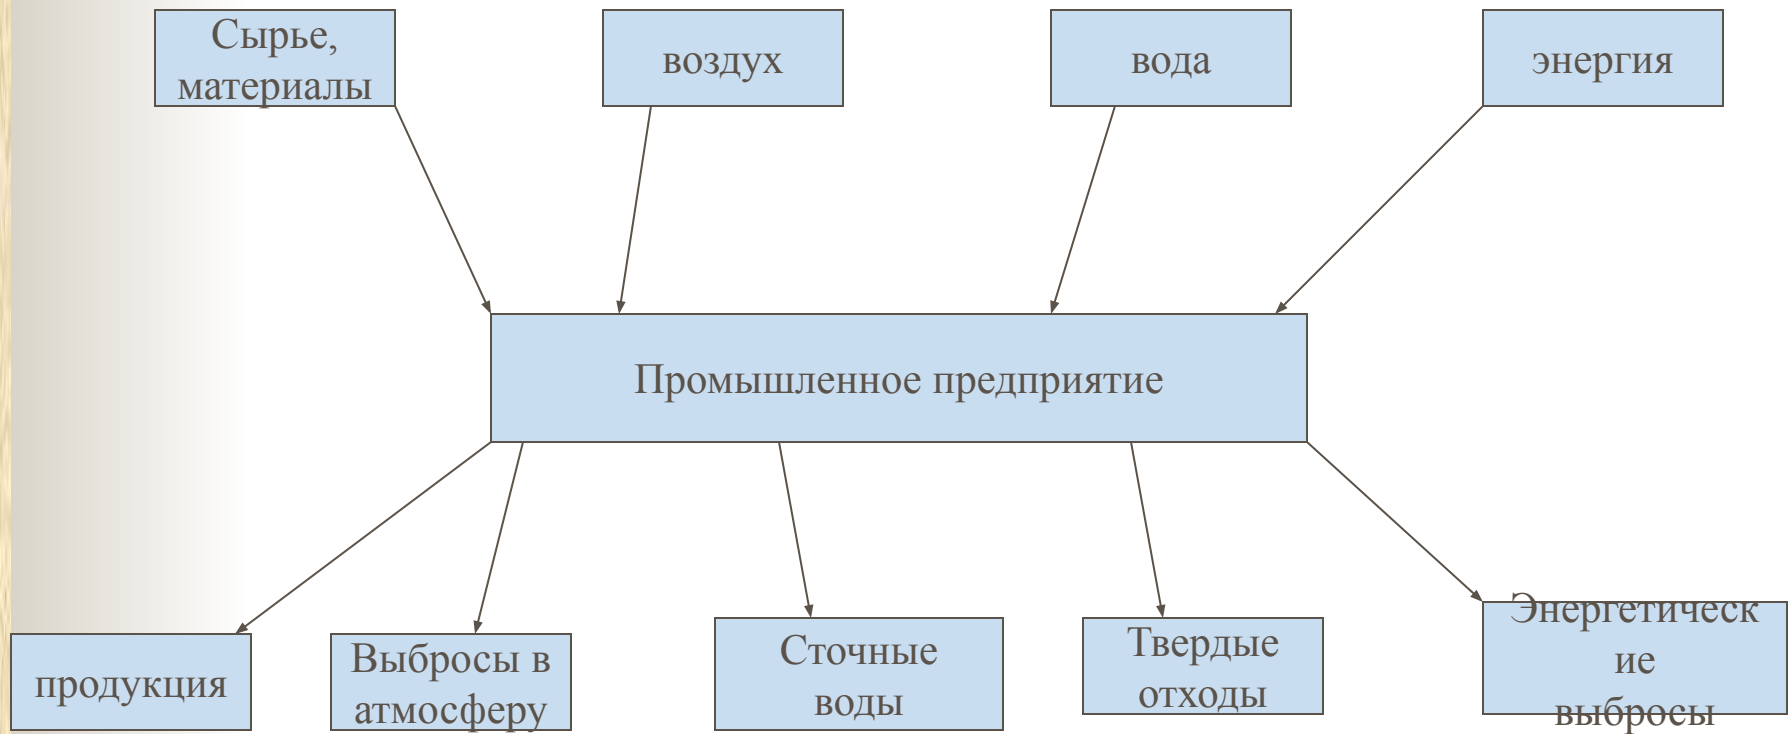 Сырье,
материалы
воздух
вода
энергия
Промышленное предприятие
продукция
Выбросы в
атмосферу
Сточные
воды
Твердые
отходы
Энергетическ
ие
выбросы